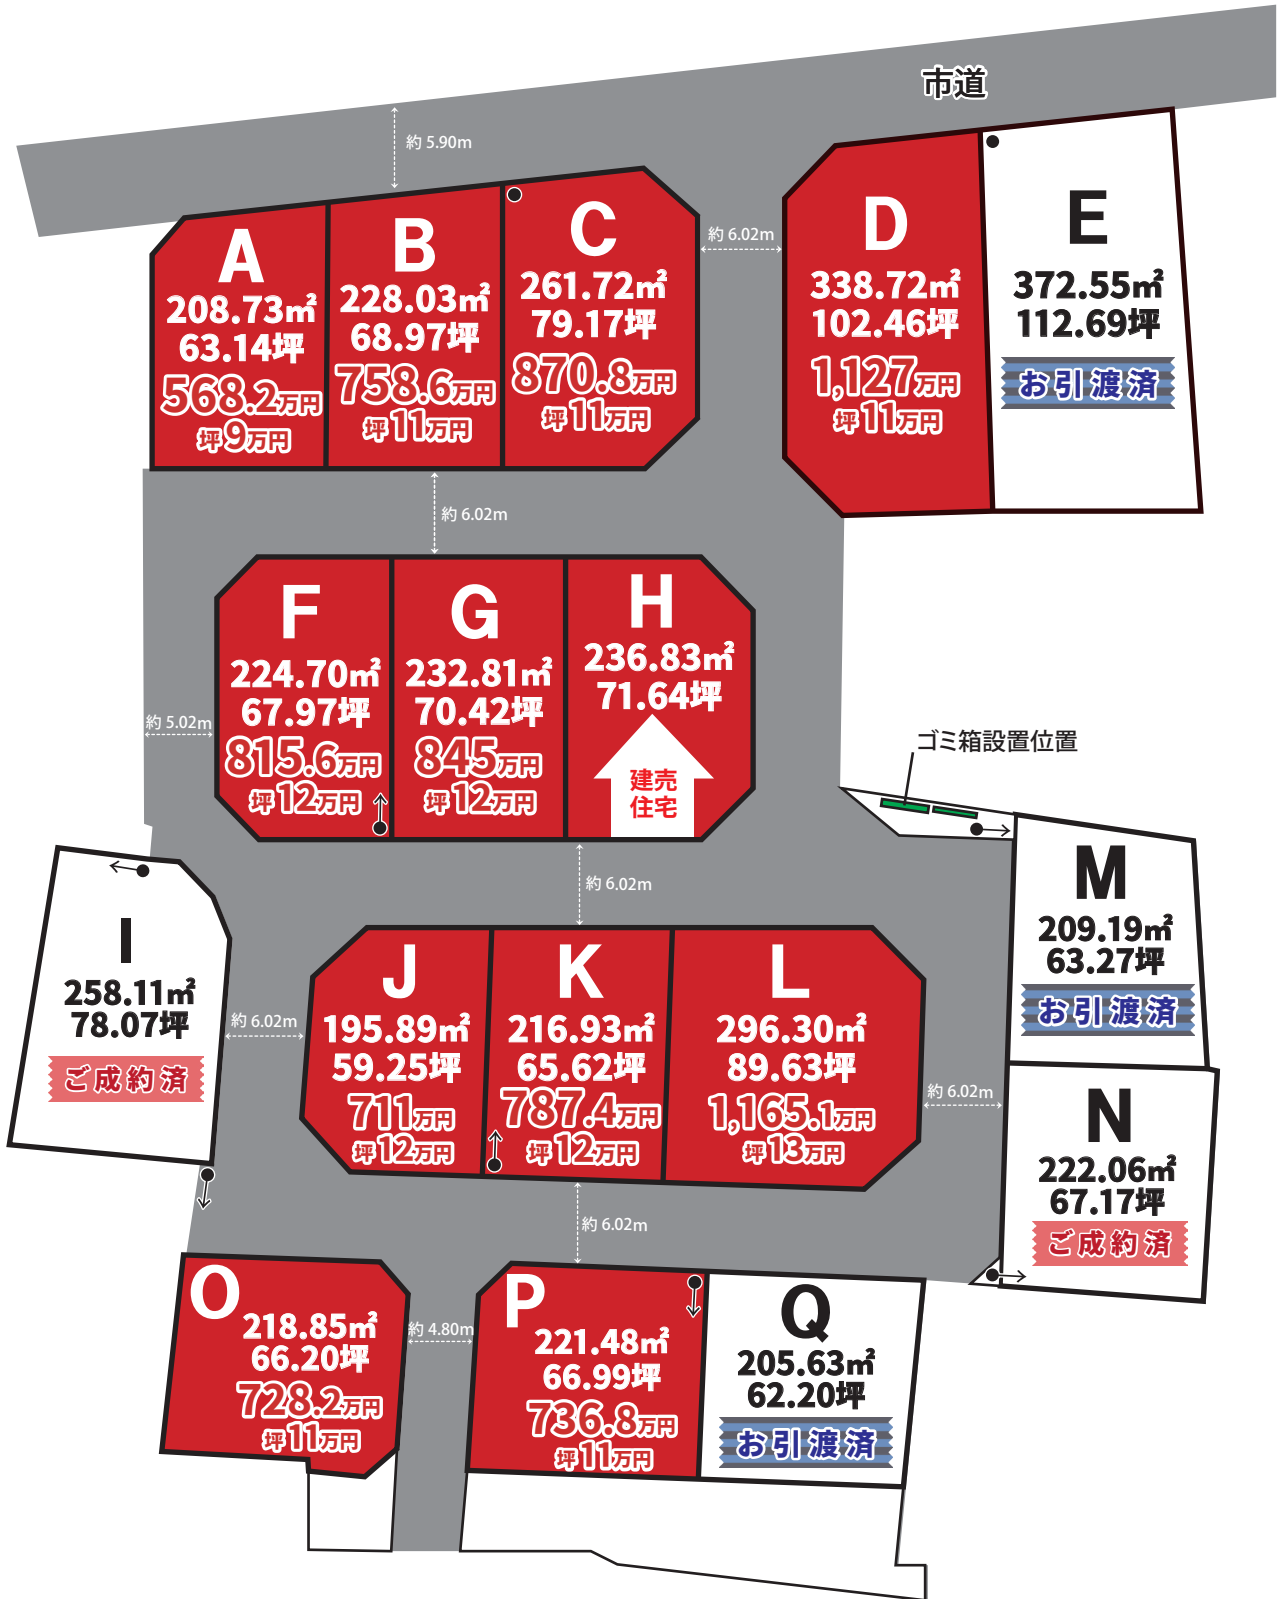 市道
約 5.90m
A
208.73㎡
63.14坪
568.2万円
坪9万円
B
228.03㎡
68.97坪
758.6万円
坪11万円
C
261.72㎡
79.17坪
870.8万円
坪11万円
約 6.02m
D
338.72㎡
102.46坪
1,127万円
坪11万円
E
372.55㎡
112.69坪
お引渡済
約 6.02m
F
224.70㎡
67.97坪
815.6万円
坪12万円
G
232.81㎡
70.42坪
845万円
坪12万円
H
236.83㎡
71.64坪
建売
住宅
約 5.02m
ゴミ箱設置位置
約 6.02m
I
258.11㎡
78.07坪
ご成約済
約 6.02m
J
195.89㎡
59.25坪
711万円
坪12万円
K
216.93㎡
65.62坪
787.4万円
坪12万円
L
296.30㎡
89.63坪
1,165.1万円
坪13万円
約 6.02m
M
209.19㎡
63.27坪
お引渡済
N
222.06㎡
67.17坪
ご成約済
約 6.02m
O
218.85㎡
66.20坪
728.2万円
坪11万円
約 4.80m
P
221.48㎡
66.99坪
736.8万円
坪11万円
Q
205.63㎡
62.20坪
お引渡済